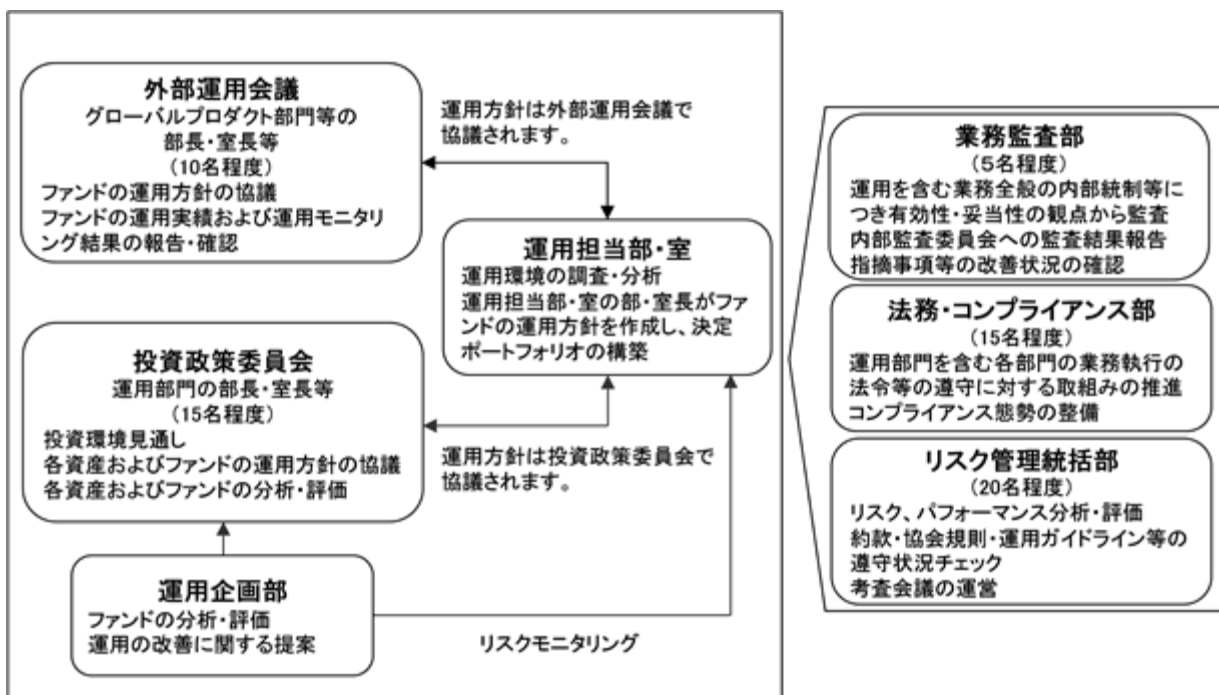 外部運用会議
グローバルプロダクト部門等の
部長・室長等
(10名程度)
ファンドの運用方針の協議
ファンドの運用実績および運用モニタリ
ング結果の報告・確認
運用方針は外部運用会議で
協議されます。
運用担当部・室
運用環境の調査・分析
運用担当部・室の部・室長がファ
ンドの運用方針を作成し、決定
ポートフォリオの構築
投資政策委員会
運用部門の部長・室長等
(15名程度)
投資環境見通し
各資産およびファンドの運用方針の協議
各資産およびファンドの分析・評価
運用方針は投資政策委員会で
協議されます。
運用企画部
ファンドの分析・評価
運用の改善に関する提案
リスクモニタリング
業務監査部
(5名程度)
運用を含む業務全般の内部統制等に
つき有効性・妥当性の観点から監査
内部監査委員会への監査結果報告
指摘事項等の改善状況の確認
法務・コンプライアンス部
(15名程度)
運用部門を含む各部門の業務執行の
法令等の遵守に対する取組みの推進
コンプライアンス態勢の整備
リスク管理統括部
(20名程度)
リスク、パフォーマンス分析・評価
約款・協会規則・運用ガイドライン等の
遵守状況チェック
考査会議の運営